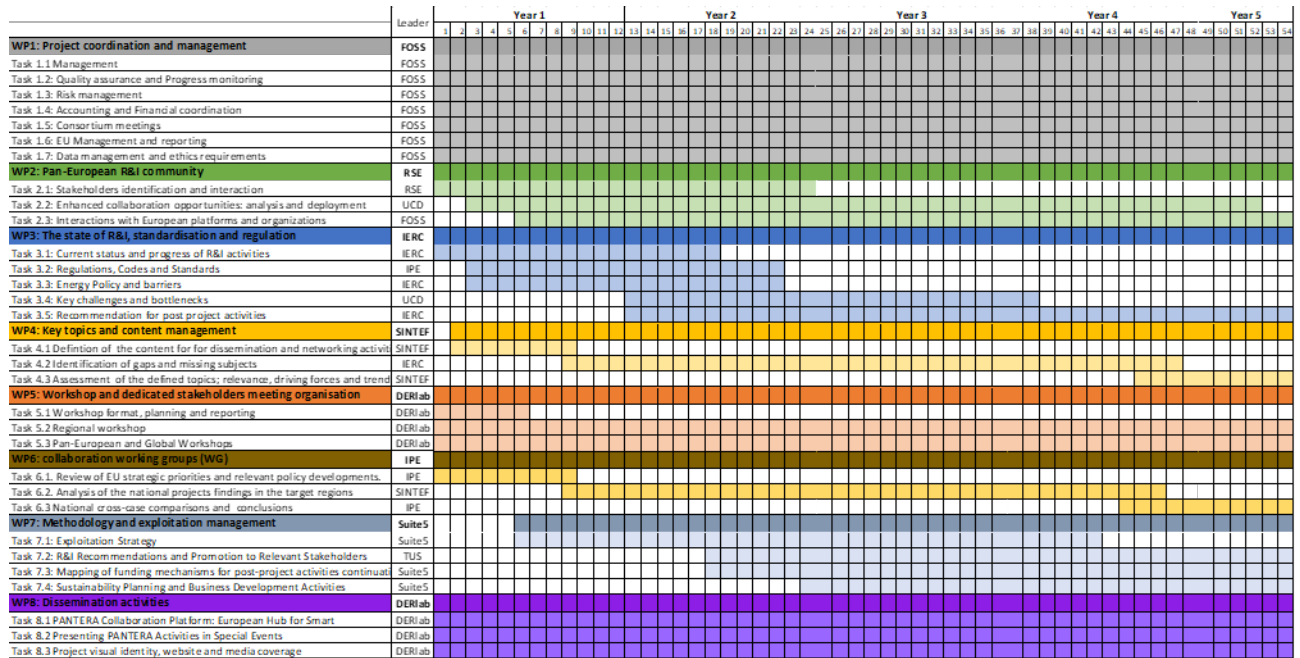 Leader Year 1 Year 2 Year 3 Year 4 Year 5
1 2 3 4 5 6 7 8 9 10 11 12 13 14 15 16 17 18 19 20 21 22 23 24 25 26 27 28 29 30 31 32 33 34 35 36 37 38 39 40 41 42 43 44 45 46 47 48 49 50 51 52 53 54
WP1: Project coordination and management FOSS
Task 1.1 Management FOSS
Task 1.2: Quality assurance and Progress monitoring FOSS
Task 1.3: Risk management FOSS
Task 1.4: Accounting and Financial coordination FOSS
Task 1.5: Consortium meetings FOSS
Task 1.6: EU Management and reporting FOSS
Task 1.7: Data management and ethics requirements FOSS
WP2: Pan-European R&I community RSE
Task 2.1: Stakeholders identification and interaction RSE
Task 2.2: Enhanced collaboration opportunities: analysis and deployment UCD
Task 2.3: Interactions with European platforms and organizations FOSS
WP3: The state of R&I, standardisation and regulation IERC
Task 3.1: Current status and progress of R&I activities IERC
Task 3.2: Regulations, Codes and Standards IPE
Task 3.3: Energy Policy and barriers IERC
Task 3.4: Key challenges and bottlenecks UCD
Task 3.5: Recommendation for post project activities IERC
WP4: Key topics and content management SINTEF
Task 4.1 Defintion of the content for for dissemination and networking activiti SINTEF
Task 4.2 Identification of gaps and missing subjects IERC
Task 4.3 Assessment of the defined topics; relevance, driving forces and trend SINTEF
WP5: Workshop and dedicated stakeholders meeting organisation DERlab
Task 5.1 Workshop format, planning and reporting DERlab
Task 5.2 Regional workshop DERlab
Task 5.3 Pan-European and Global Workshops DERlab
WP6: collaboration working groups (WG) IPE
Task 6.1. Review of EU strategic priorities and relevant policy developments. IPE
Task 6.2. Analysis of the national projects findings in the target regions SINTEF
Task 6.3 National cross-case comparisons and conclusions IPE
WP7: Methodology and exploitation management Suite5
Task 7.1: Exploitation Strategy Suite5
Task 7.2: R&I Recommendations and Promotion to Relevant Stakeholders TUS
Task 7.3: Mapping of funding mechanisms for post-project activities continuati Suite5
Task 7.4: Sustainability Planning and Business Development Activities Suite5
WP8: Dissemination activities DERlab
Task 8.1 PANTERA Collaboration Platform: European Hub for Smart DERlab
Task 8.2 Presenting PANTERA Activities in Special Events DERlab
Task 8.3 Project visual identity, website and media coverage DERlab